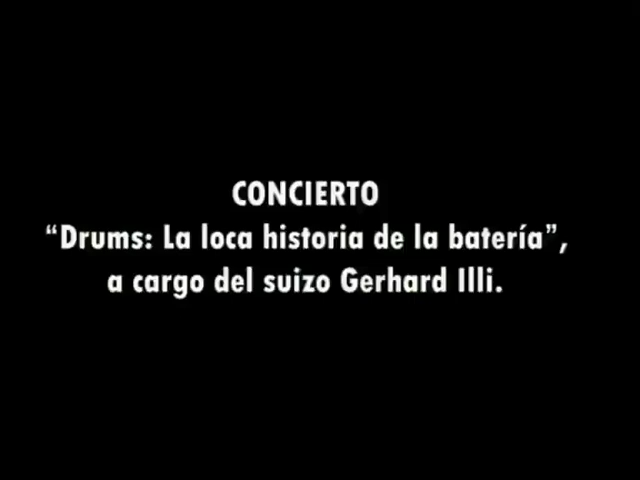 CONCIERTO
“Drums: La loca historia de la batería”,
a cargo del suizo Gerhard Illi.